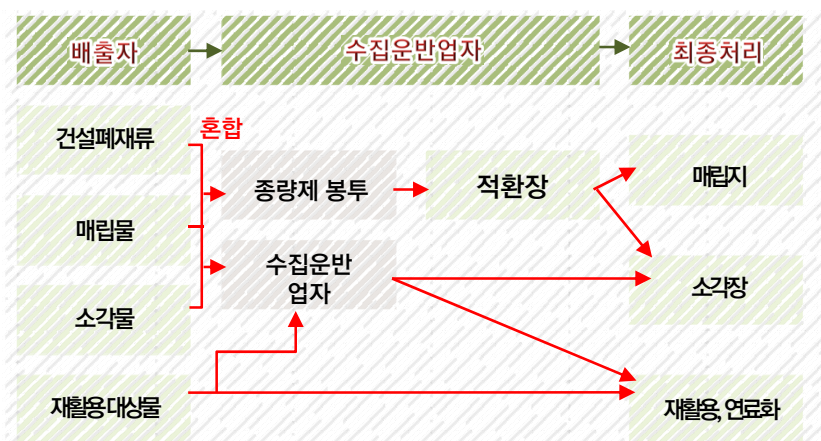 배출자
수집운반업자
최종처리
건설폐재류
혼합
종량제 봉투
적환장
매립지
매립물
수집운반
업자
소각장
소각물
재활용대상물
재활용, 연료화